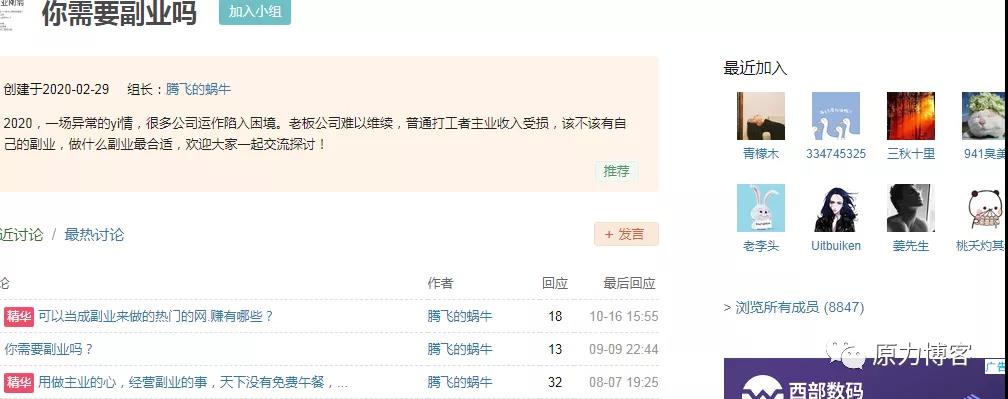 你需要副业吗
加入小组
创建于2020-02-29 组长：腾飞的蜗牛
2020，一场异常的yi情，很多公司运作陷入困境。老板公司难以继续，普通打工者主业收入受损，该不该有自
己的副业，做什么副业最合适，欢迎大家一起交流探讨！
推荐
近讨论 / 最热讨论
+ 发言
论 作者 回应 最后回应
精华 可以当成副业来做的热门的网.赚有哪些？ 腾飞的蜗牛 18 10-16 15:55
你需要副业吗？ 腾飞的蜗牛 13 09-09 22:44
精华 用做主业的心，经营副业的事，天下没有免费午餐，... 腾飞的蜗牛 32 08-07 19:25
最近加入
青檬木 334745325 三秋十里 941臭美
老李头 Uitbuiken 姜先生 桃夭灼其
> 浏览所有成员 (8847)
原力博客
广告
西部数码